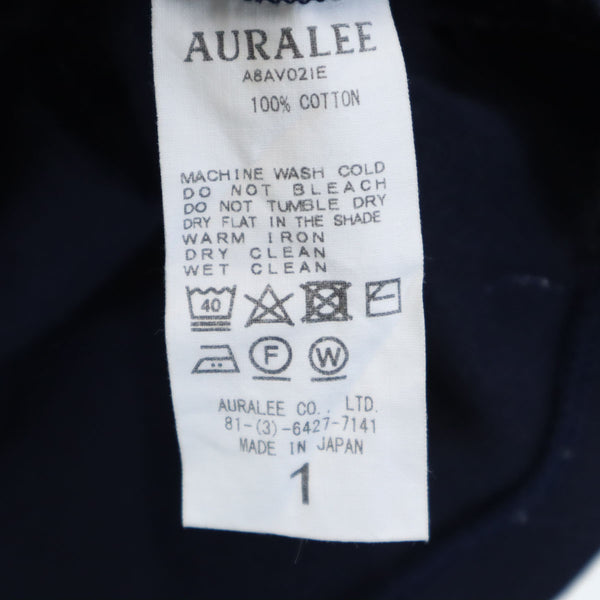 AURALEE
A8AV02IE
100% COTTON
MACHINE WASH COLD
DO NOT BLEACH
DO NOT TUMBLE DRY
DRY FLAT IN THE SHADE
WARM IRON
DRY CLEAN
WET CLEAN
40
F W
AURALEE CO., LTD.
81-(3)-6427-7141
MADE IN JAPAN
1